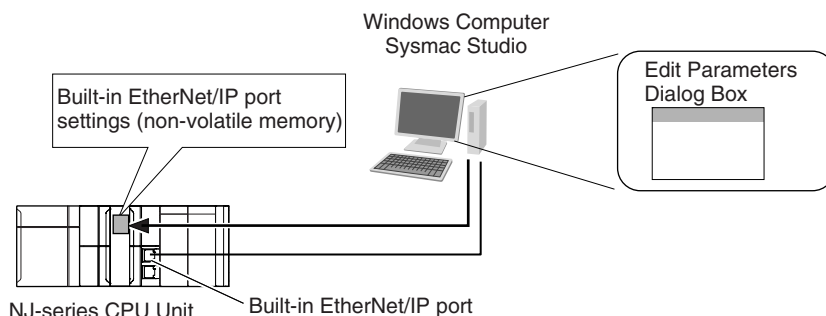 Windows Computer
Sysmac Studio
Edit Parameters
Dialog Box
Built-in EtherNet/IP port
settings (non-volatile memory)
NJ-series CPU Unit
Built-in EtherNet/IP port